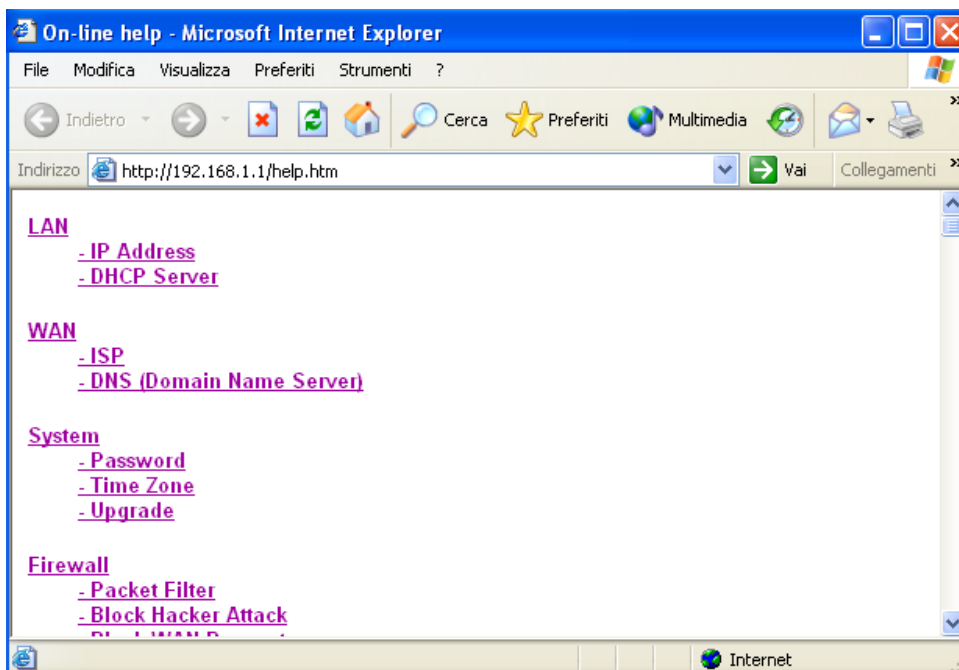 On-line help - Microsoft Internet Explorer
File Modifica Visualizza Preferiti Strumenti ?
Indietro Cerca Preferiti Multimedia »
Indirizzo http://192.168.1.1/help.htm Vai Collegamenti »
LAN
- IP Address
- DHCP Server
WAN
- ISP
- DNS (Domain Name Server)
System
- Password
- Time Zone
- Upgrade
Firewall
- Packet Filter
- Block Hacker Attack
Internet